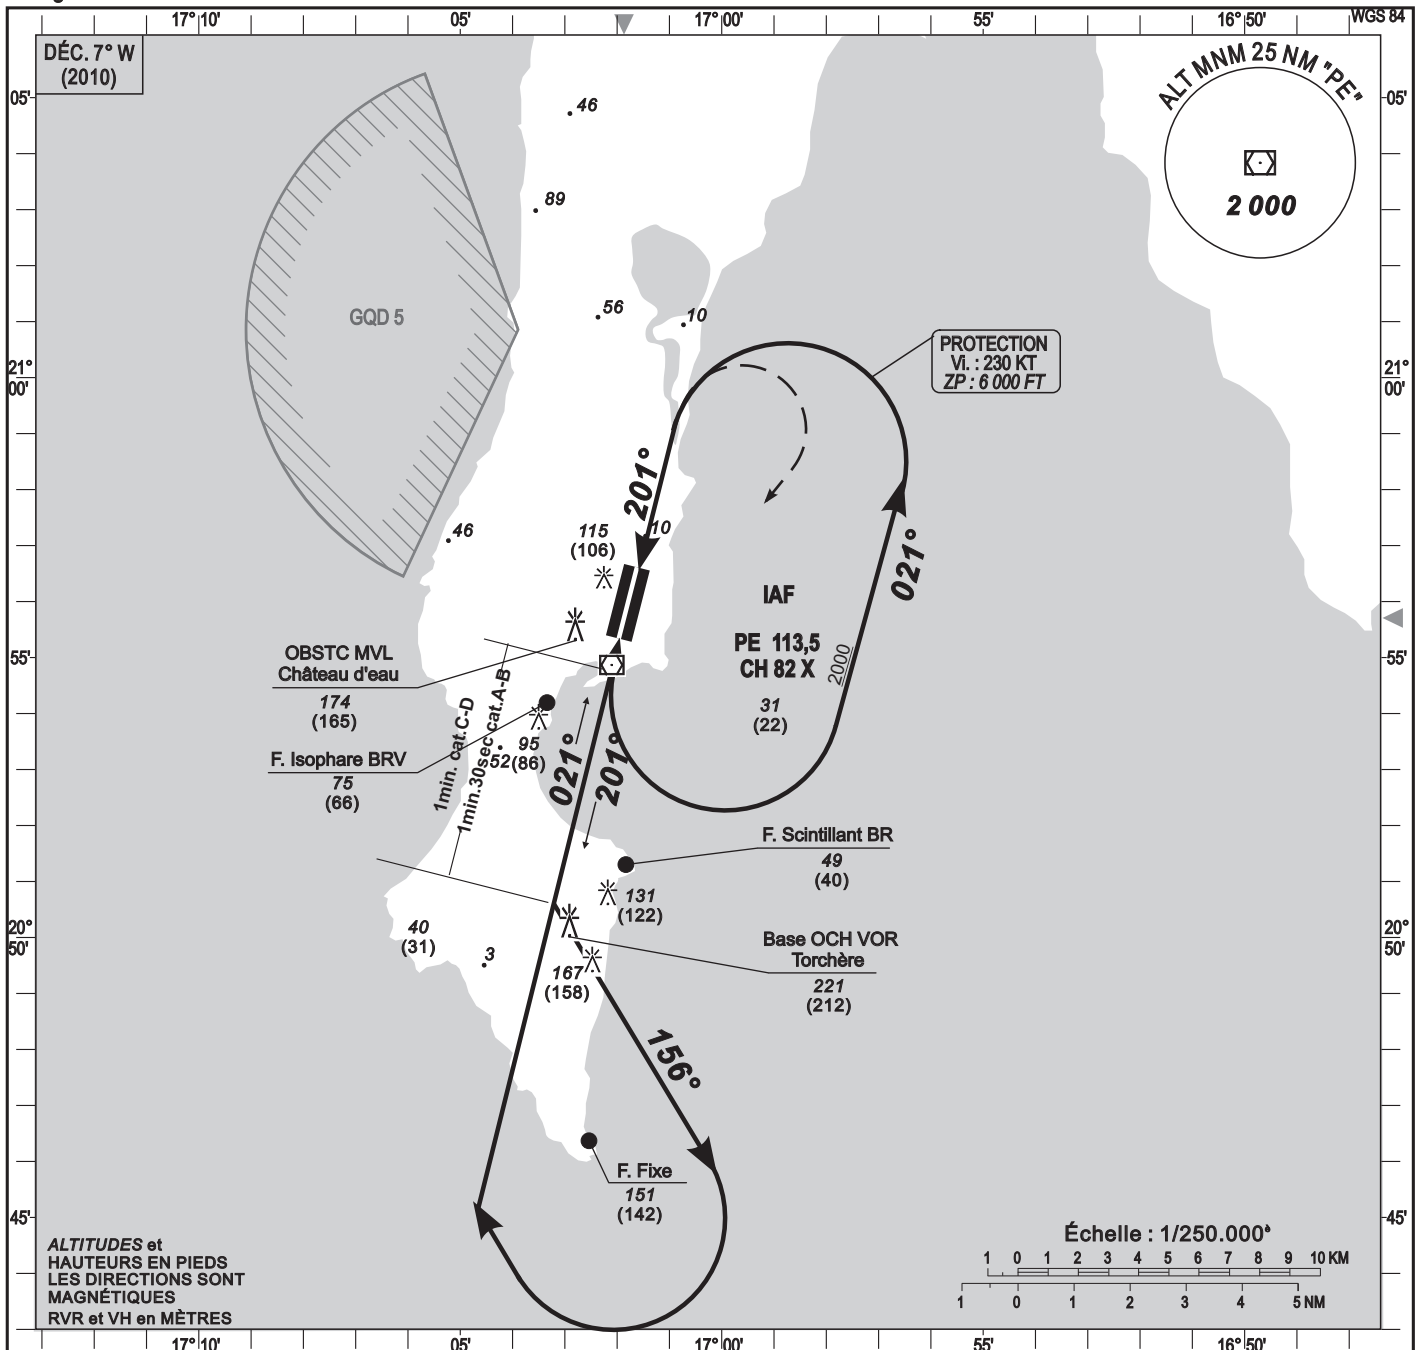 17°10'
05'
17°00'
55'
16°50'
WGS 84
DÉC. 7° W
(2010)
ALT MNM 25 NM "PE"
2 000
05'
05'
46
89
GQD 5
56
10
PROTECTION
Vi. : 230 KT
ZP : 6 000 FT
21°
00'
21°
00'
201°
46
115
(106)
10
021°
IAF
PE 113,5
CH 82 X
2000
31
(22)
OBSTC MVL
Château d'eau
174
(165)
55'
55'
1min. cat.C-D
1min.30sec cat.A-B
F. Isophare BRV
75
(66)
95
(86)
52
021°
201°
F. Scintillant BR
49
(40)
131
(122)
40
(31)
3
20°
50'
20°
50'
Base OCH VOR
Torchère
221
(212)
167
(158)
156°
F. Fixe
151
(142)
45'
45'
ALTITUDES et
HAUTEURS EN PIEDS
LES DIRECTIONS SONT
MAGNÉTIQUES
RVR et VH en MÈTRES
Échelle : 1/250.000
1 0 1 2 3 4 5 6 7 8 9 10 KM
1 0 1 2 3 4 5 NM
17°10'
05'
17°00'
55'
16°50'